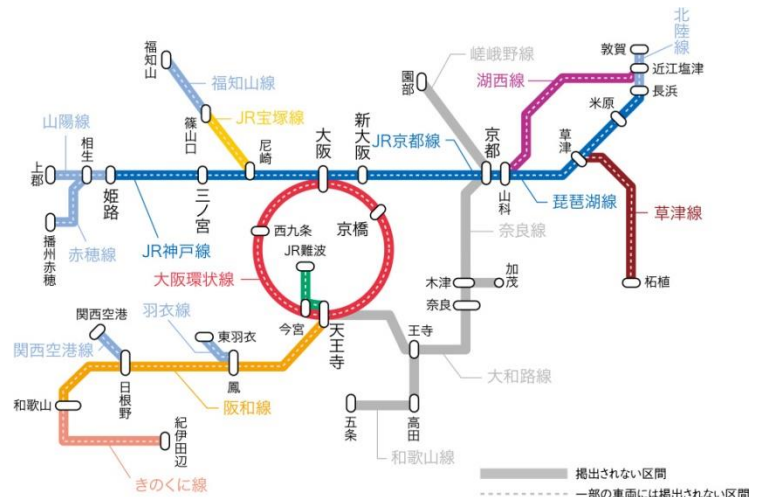 北陸線
敦賀
近江塩津
長浜
米原
草津
湖西線
嵯峨野線
園部
福知山
福知山線
篠山口
JR宝塚線
尼崎
大阪
新大阪
JR京都線
京都
山科
琵琶湖線
草津線
柘植
山陽線
相生
上郡
姫路
三ノ宮
播州赤穂
赤穂線
JR神戸線
西九条
京橋
JR難波
大阪環状線
今宮
天王寺
奈良線
木津
加茂
奈良
王寺
大和路線
関西空港
羽衣線
関西空港線
東羽衣
日根野
鳳
阪和線
和歌山
紀伊田辺
きのくに線
五条
高田
和歌山線
掲出されない区間
一部の車両には掲出されない区間